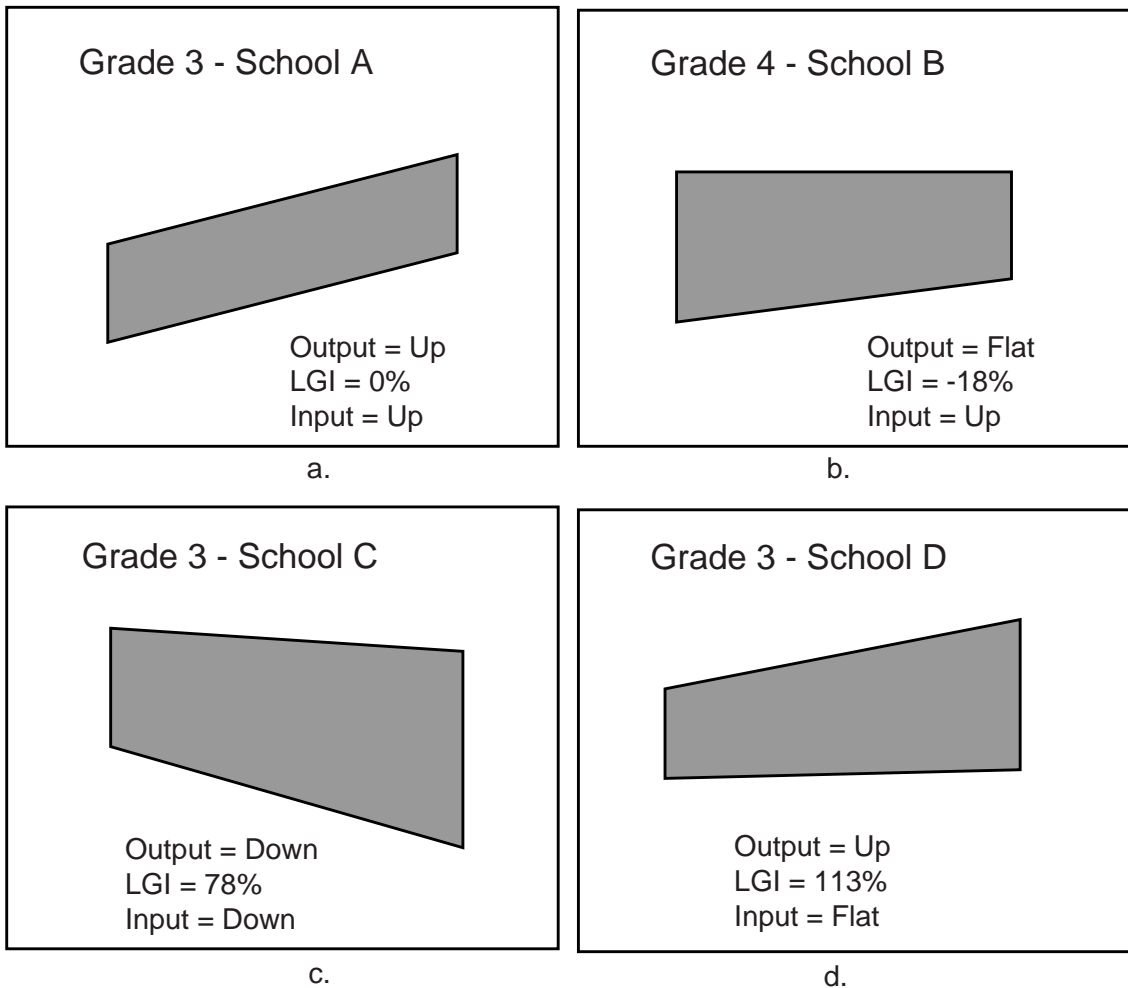 Grade 3 - School A
Output = Up
LGI = 0%
Input = Up
a.
Grade 4 - School B
Output = Flat
LGI = -18%
Input = Up
b.
Grade 3 - School C
Output = Down
LGI = 78%
Input = Down
c.
Grade 3 - School D
Output = Up
LGI = 113%
Input = Flat
d.